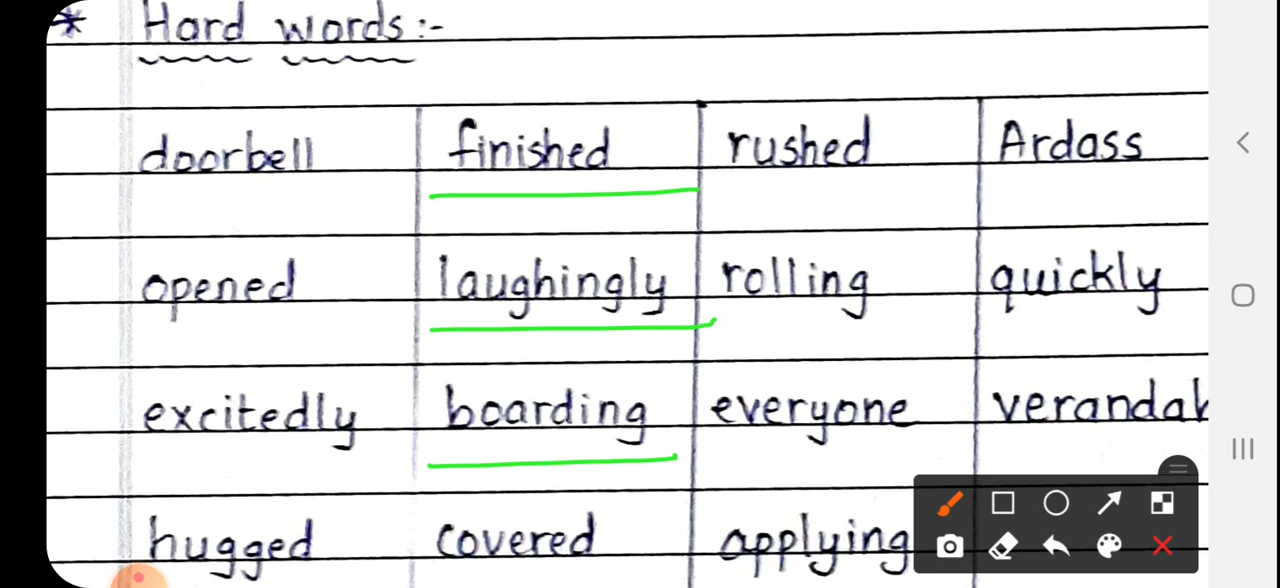 * Hard words:-
doorbell finished rushed Ardass
opened laughingly rolling quickly
excitedly boarding everyone verandah
hugged covered applying